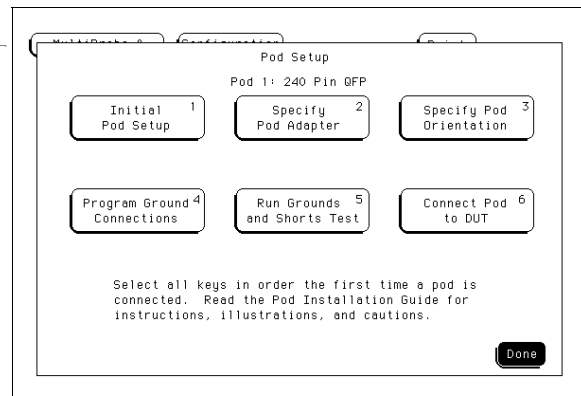 Pod Setup
Pod 1: 240 Pin QFP
Initial 1
Pod Setup
Specify 2
Pod Adapter
Specify Pod 3
Orientation
Program Ground 4
Connections
Run Grounds 5
and Shorts Test
Connect Pod 6
to DUT
Select all keys in order the first time a pod is
connected. Read the Pod Installation Guide for
instructions, illustrations, and cautions.
Done